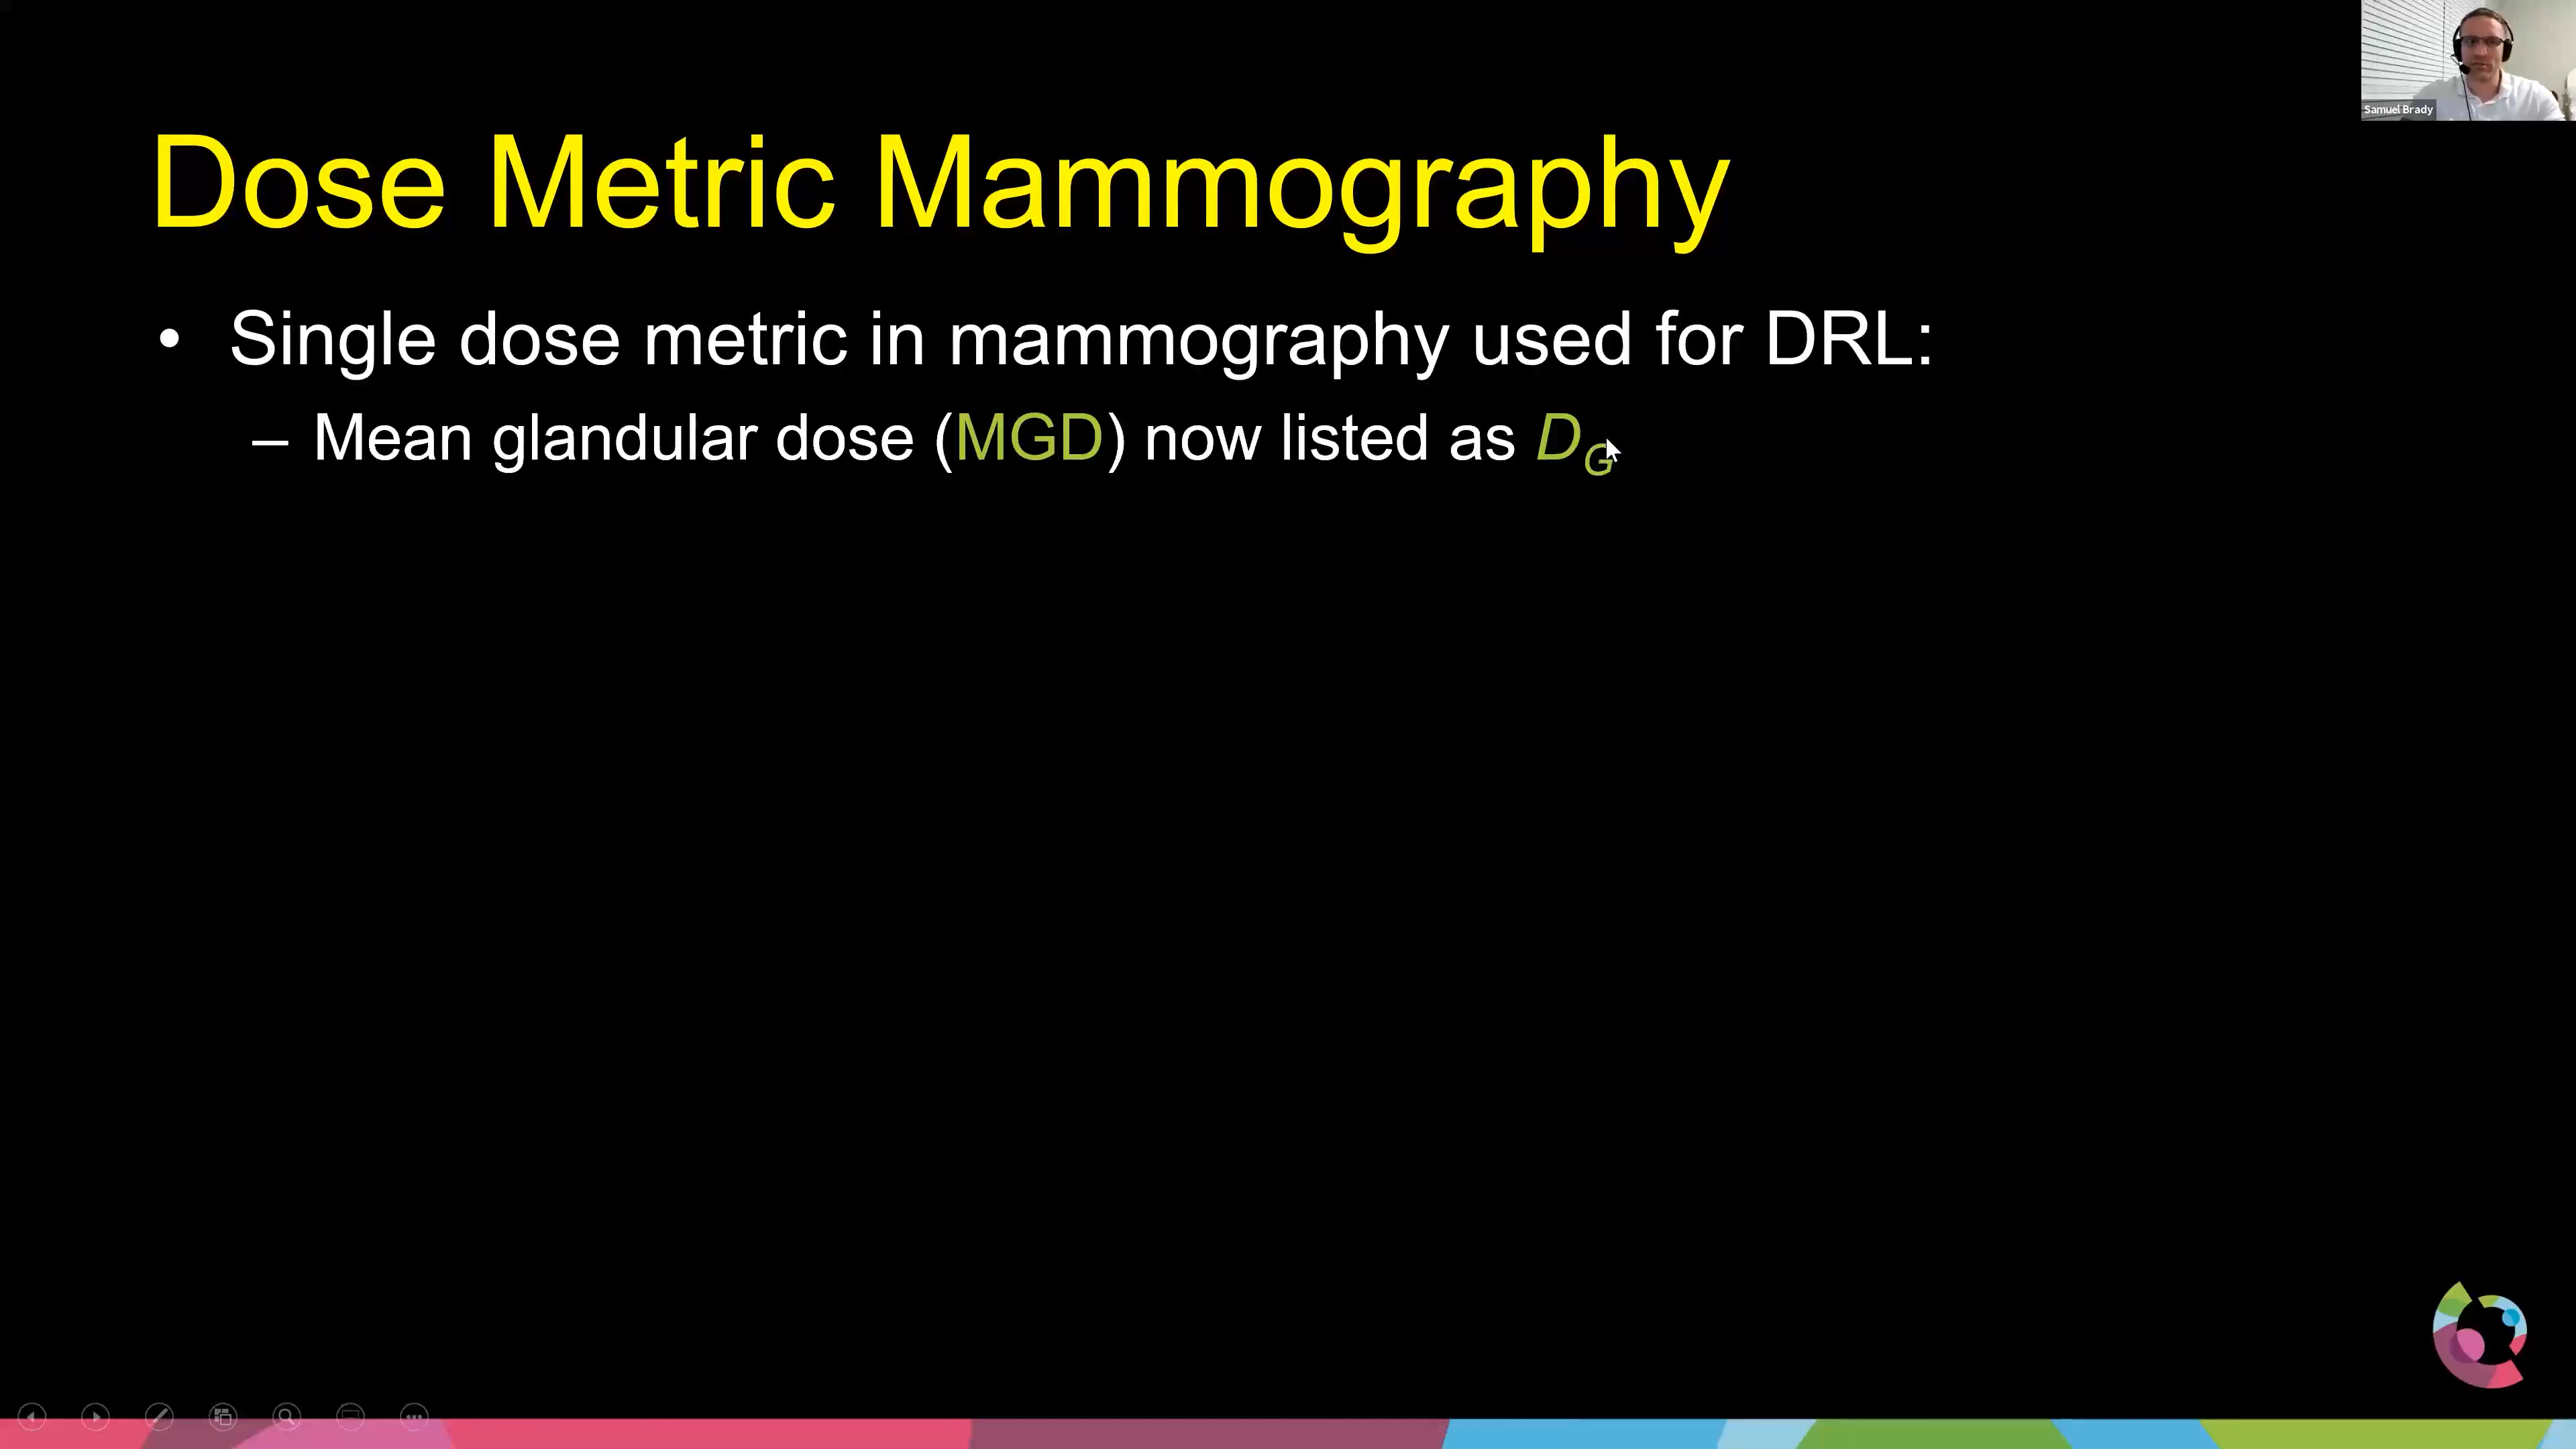 Samuel Brady
Dose Metric Mammography
• Single dose metric in mammography used for DRL:
– Mean glandular dose (MGD) now listed as D_G